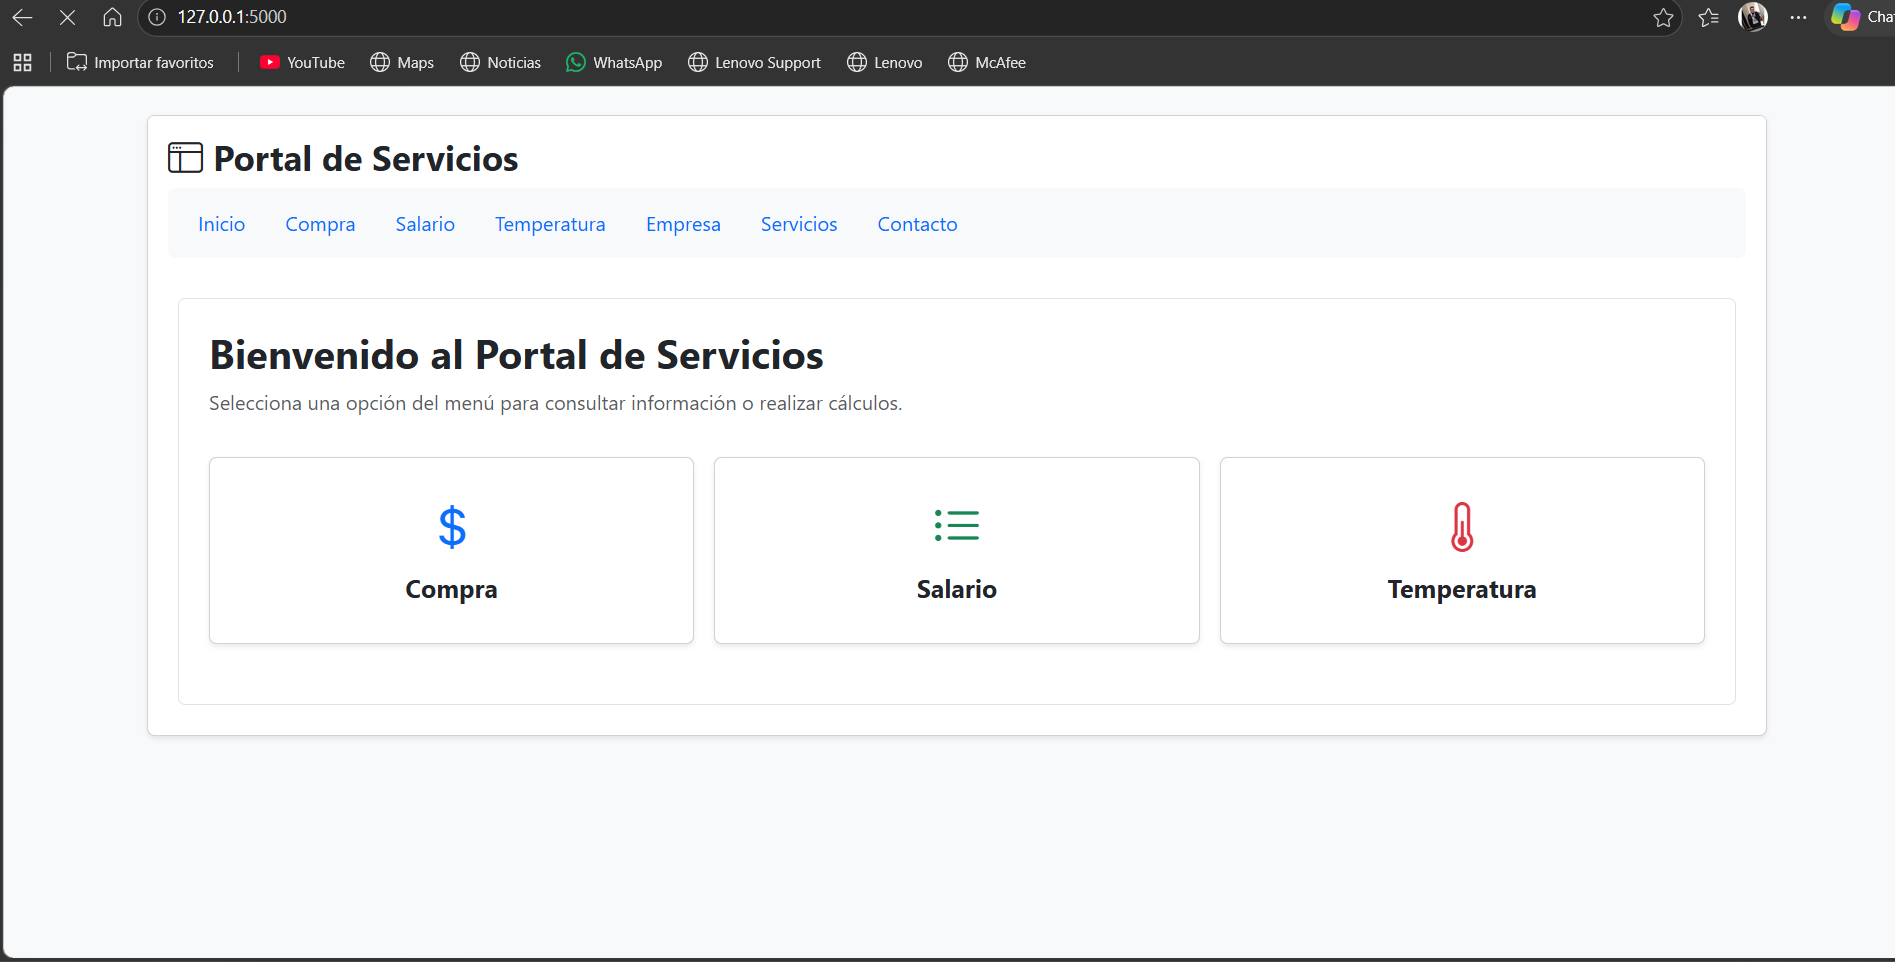 127.0.0.1:5000
Cha
Importar favoritos YouTube Maps Noticias WhatsApp Lenovo Support Lenovo McAfee
Portal de Servicios
Inicio Compra Salario Temperatura Empresa Servicios Contacto
Bienvenido al Portal de Servicios
Selecciona una opción del menú para consultar información o realizar cálculos.
$
Compra
Salario
Temperatura